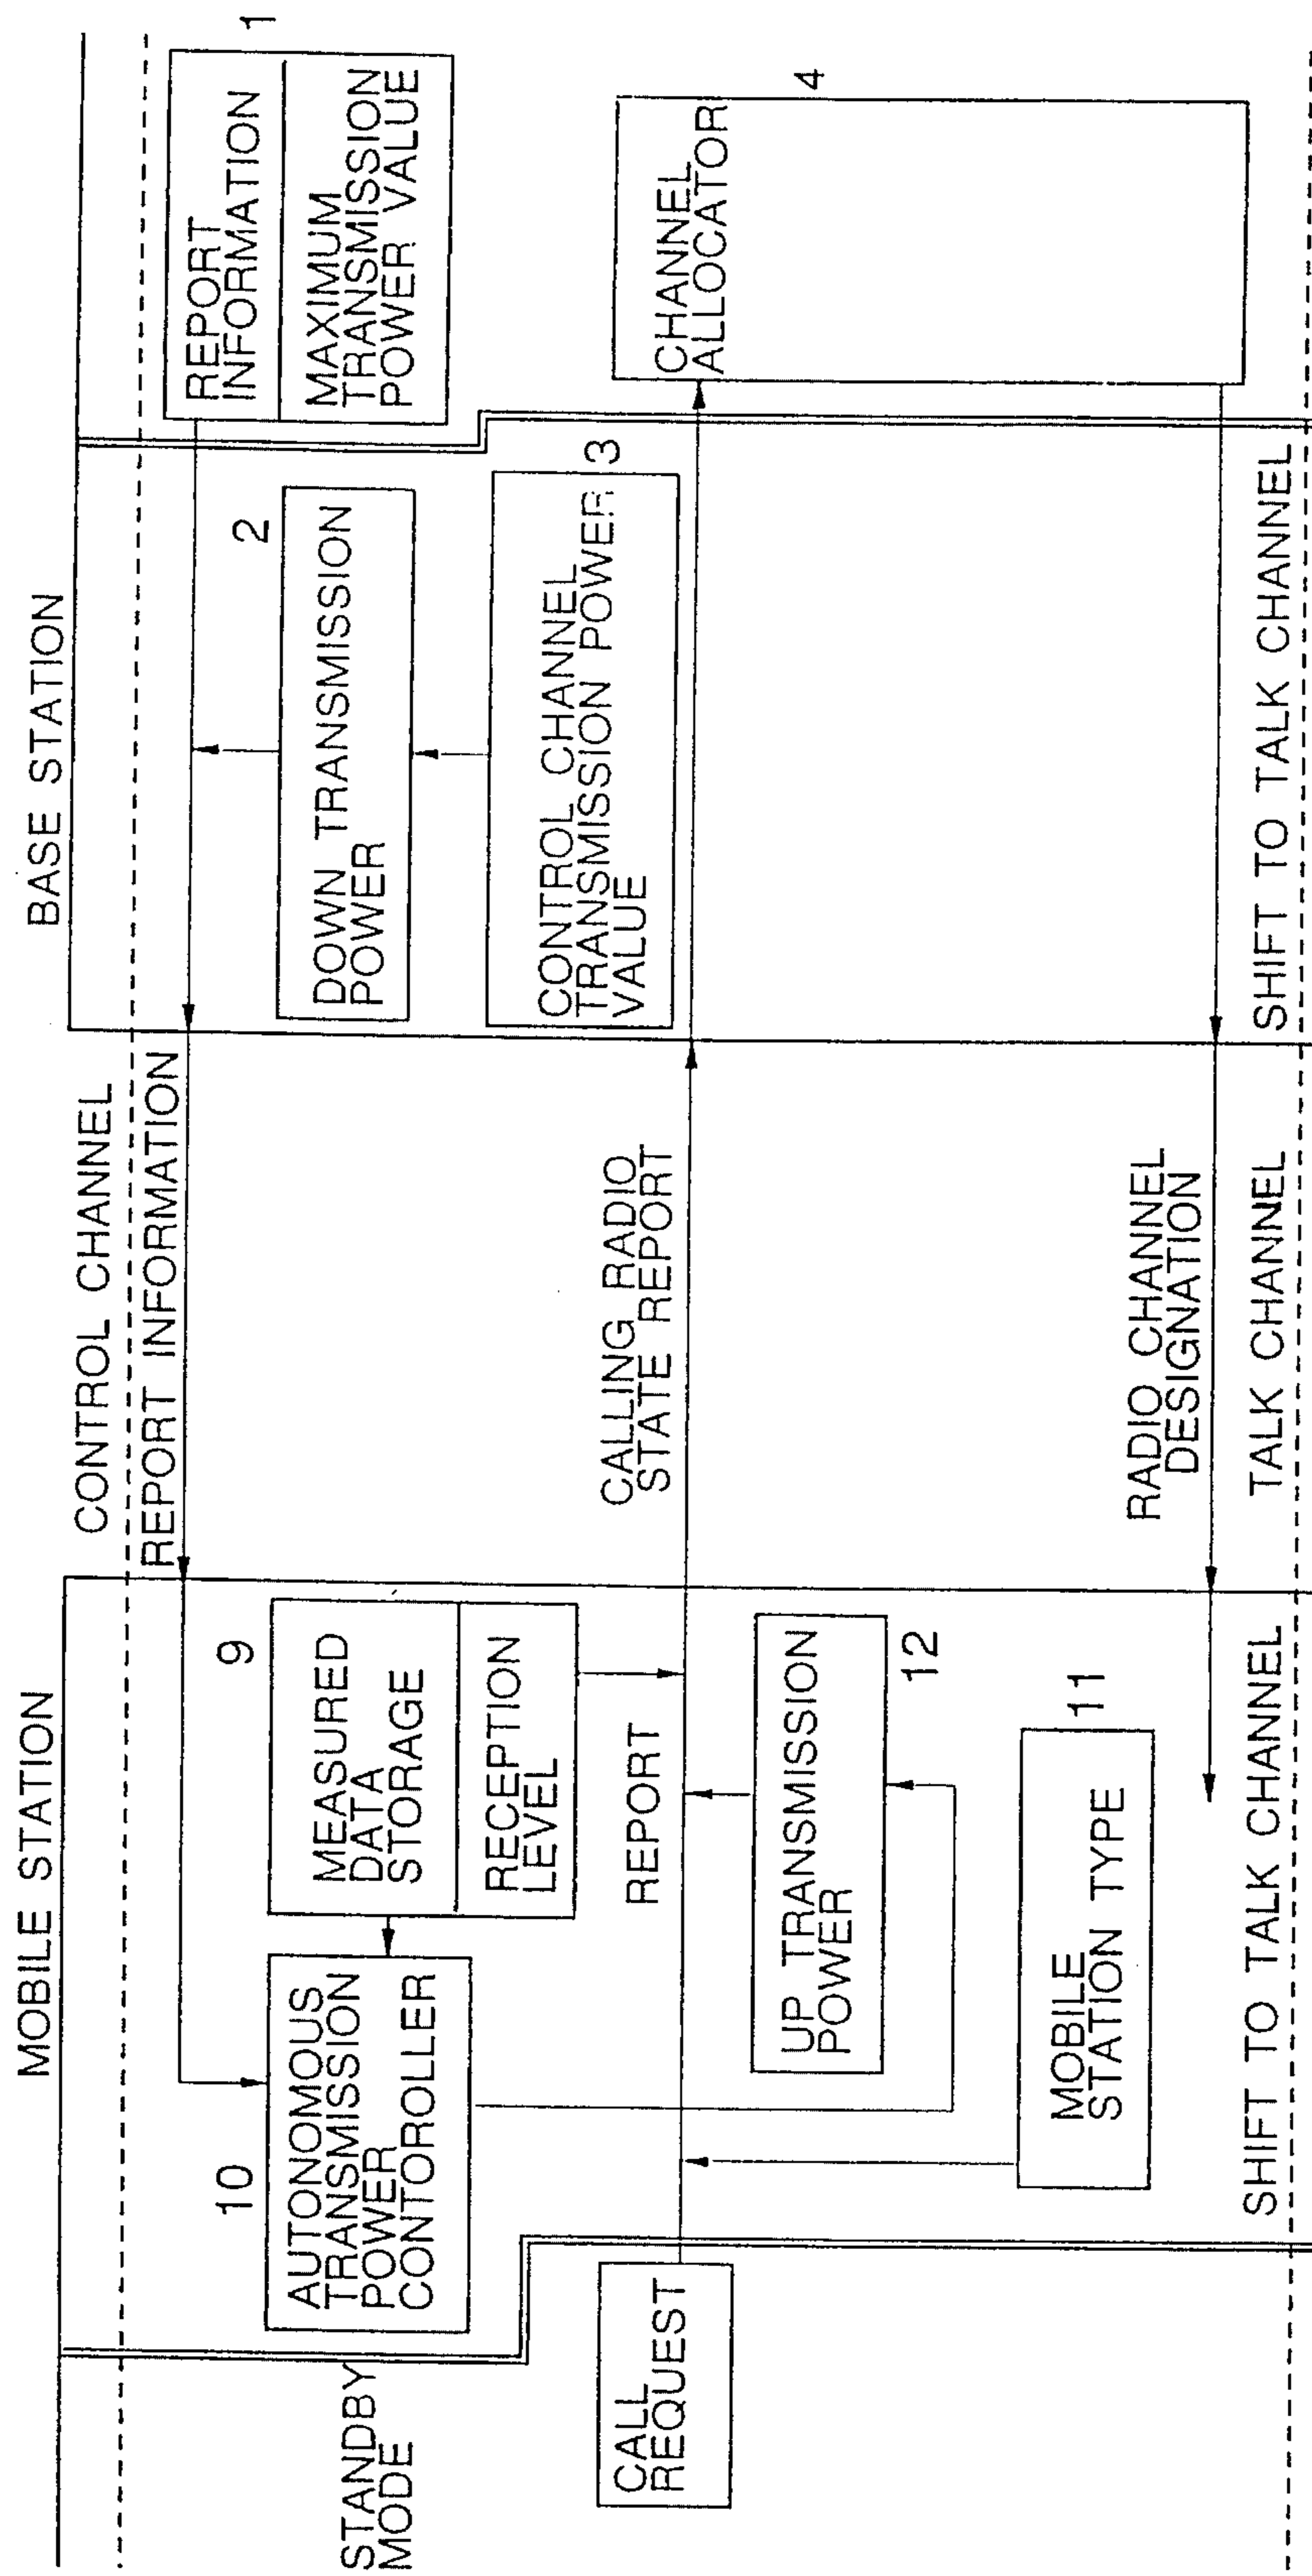 MOBILE STATION
BASE STATION
CONTROL CHANNEL
REPORT INFORMATION
STANDBY
MODE
10
AUTONOMOUS
TRANSMISSION
POWER
CONTOROLLER
9
MEASURED
DATA
STORAGE
RECEPTION
LEVEL
2
DOWN TRANSMISSION
POWER
3
CONTROL CHANNEL
TRANSMISSION POWER
VALUE
1
REPORT
INFORMATION
MAXIMUM
TRANSMISSION
POWER VALUE
CALL
REQUEST
REPORT
CALLING RADIO
STATE REPORT
CHANNEL
ALLOCATOR
4
UP TRANSMISSION
POWER
12
MOBILE
STATION TYPE
11
RADIO CHANNEL
DESIGNATION
SHIFT TO TALK CHANNEL
TALK CHANNEL
SHIFT TO TALK CHANNEL